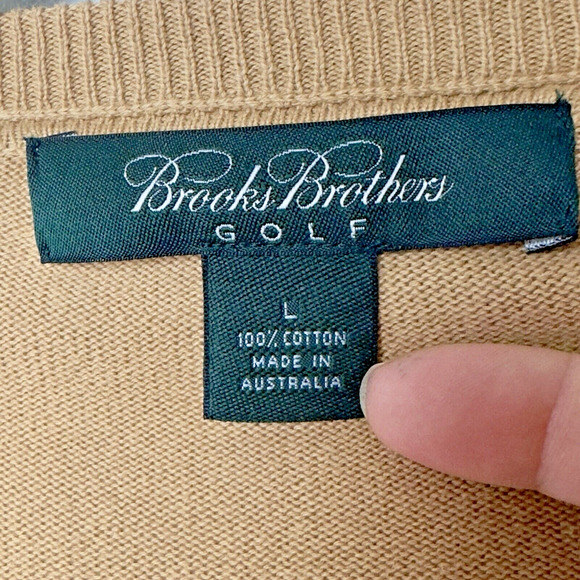 Brooks Brothers
GOLF
L
100% COTTON
MADE IN
AUSTRALIA